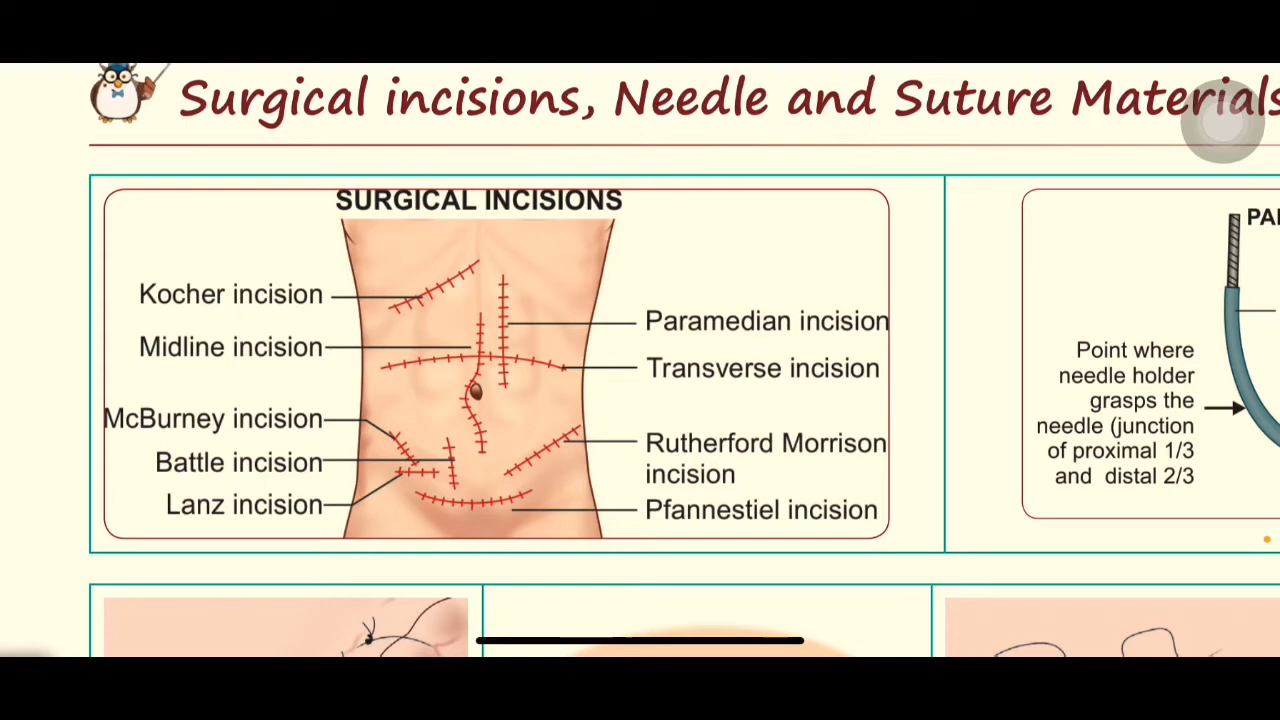 Surgical incisions, Needle and Suture Materials
SURGICAL INCISIONS
Kocher incision
Midline incision
McBurney incision
Battle incision
Lanz incision
Paramedian incision
Transverse incision
Rutherford Morrison
incision
Pfannestiel incision
Point where
needle holder
grasps the
needle (junction
of proximal 1/3
and distal 2/3